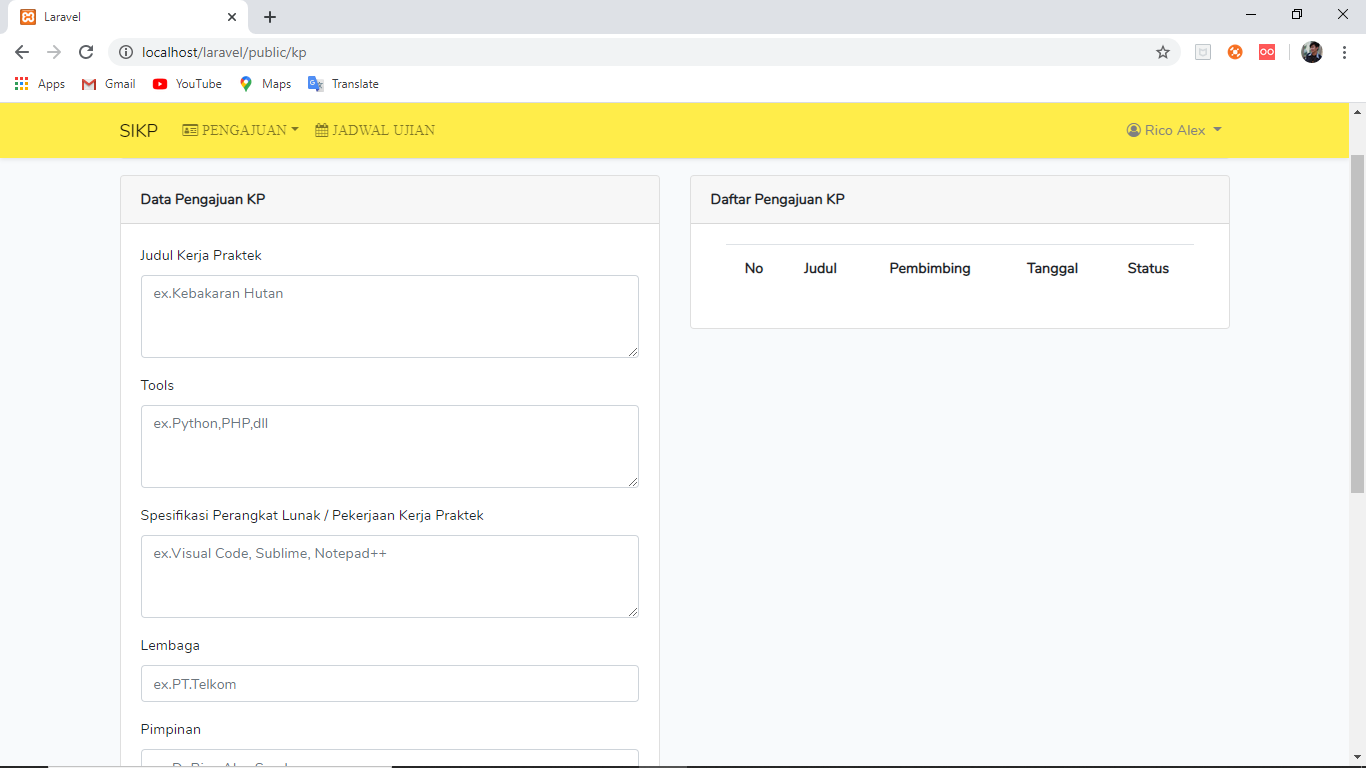 Laravel
localhost/laravel/public/kp
Apps Gmail YouTube Maps Translate
SIKP PENGAJUAN JADWAL UJIAN Rico Alex
Data Pengajuan KP
Judul Kerja Praktek
ex.Kebakaran Hutan
Tools
ex.Python,PHP,dll
Spesifikasi Perangkat Lunak / Pekerjaan Kerja Praktek
ex.Visual Code, Sublime, Notepad++
Lembaga
ex.PT.Telkom
Pimpinan
Daftar Pengajuan KP
No Judul Pembimbing Tanggal Status